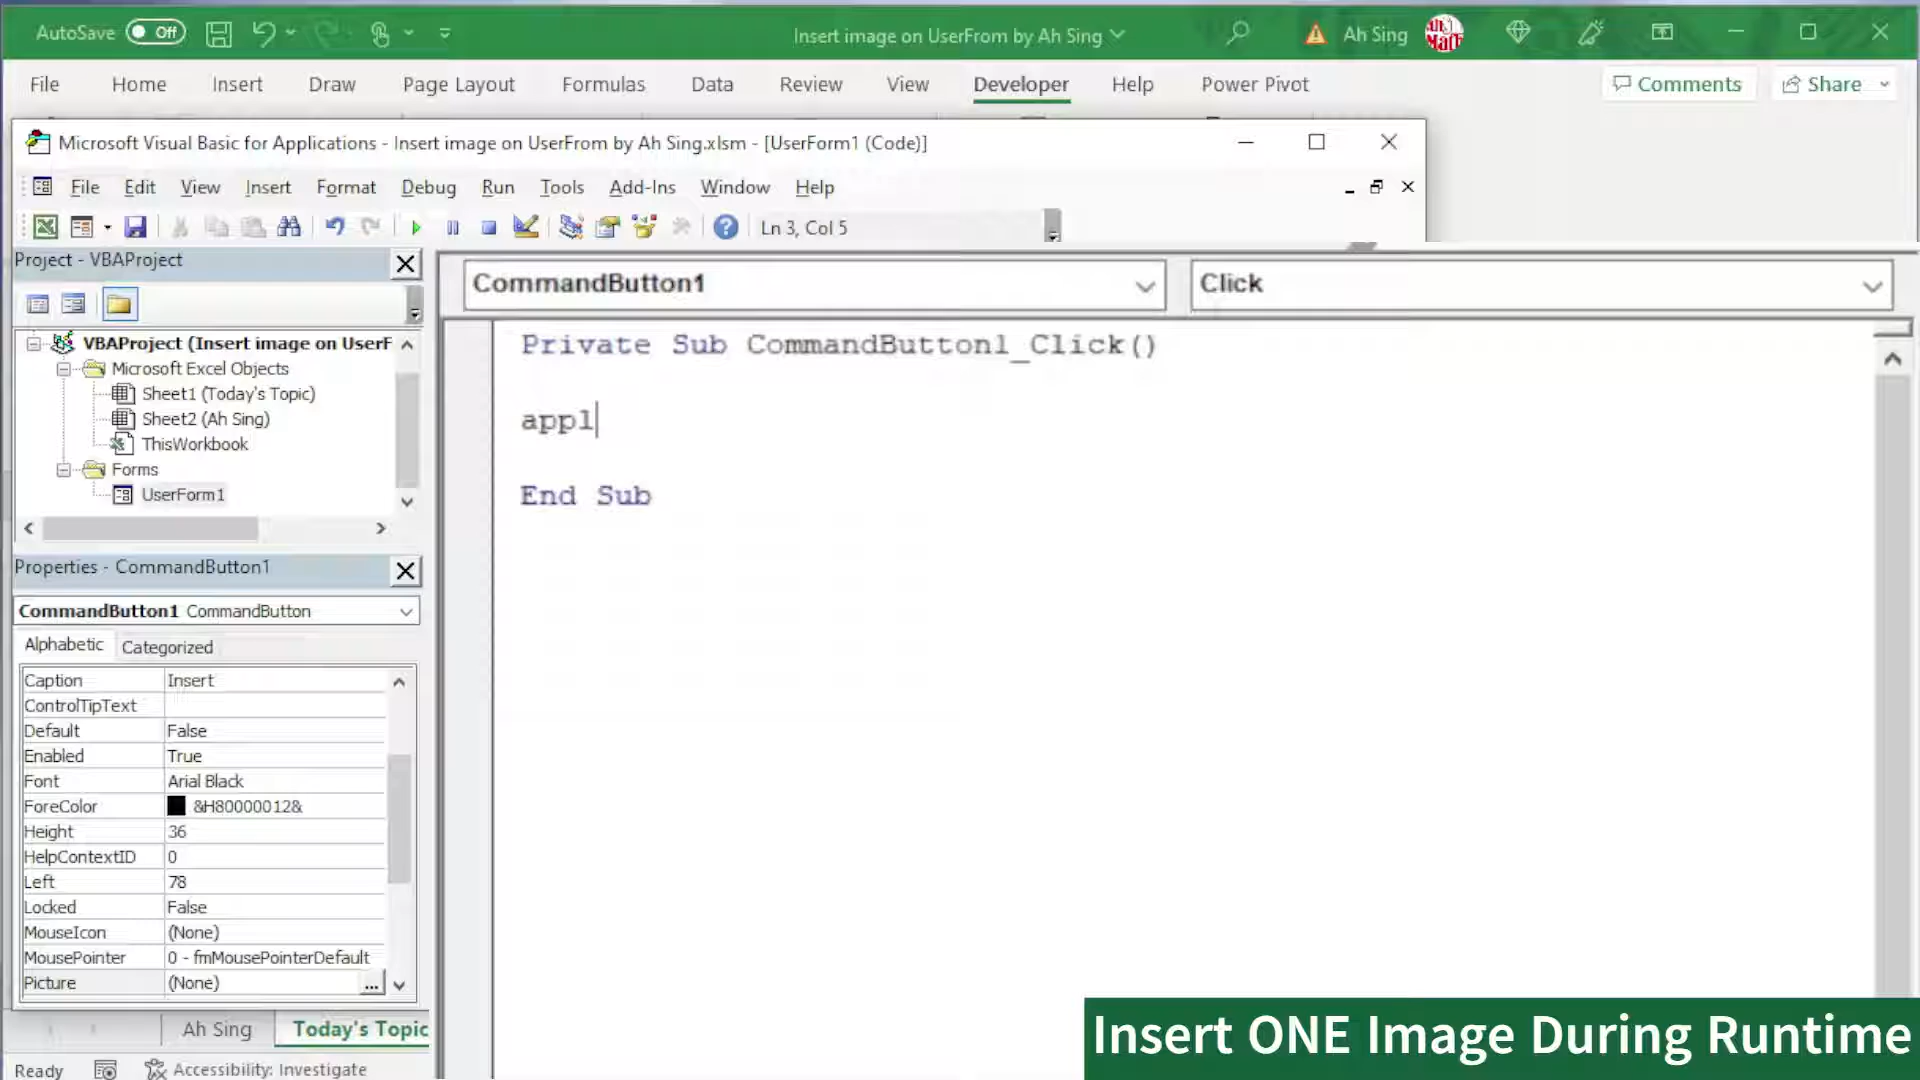 AutoSave Off Insert image on UserFrom by Ah Sing Ah Sing
File Home Insert Draw Page Layout Formulas Data Review View Developer Help Power Pivot Comments Share
Microsoft Visual Basic for Applications - Insert image on UserFrom by Ah Sing.xlsm - [UserForm1 (Code)]
File Edit View Insert Format Debug Run Tools Add-Ins Window Help
Ln 3, Col 5
Project - VBAProject
VBAProject (Insert image on UserF
Microsoft Excel Objects
Sheet1 (Today's Topic)
Sheet2 (Ah Sing)
ThisWorkbook
Forms
UserForm1
Properties - CommandButton1
CommandButton1 CommandButton
Alphabetic Categorized
Caption Insert
ControlTipText
Default False
Enabled True
Font Arial Black
ForeColor &H80000012&
Height 36
HelpContextID 0
Left 78
Locked False
MouseIcon (None)
MousePointer 0 - fmMousePointerDefault
Picture (None) ...
CommandButton1 Click
Private Sub CommandButton1_Click()
appl
End Sub
Ah Sing Today's Topic
Ready Accessibility: Investigate
Insert ONE Image During Runtime